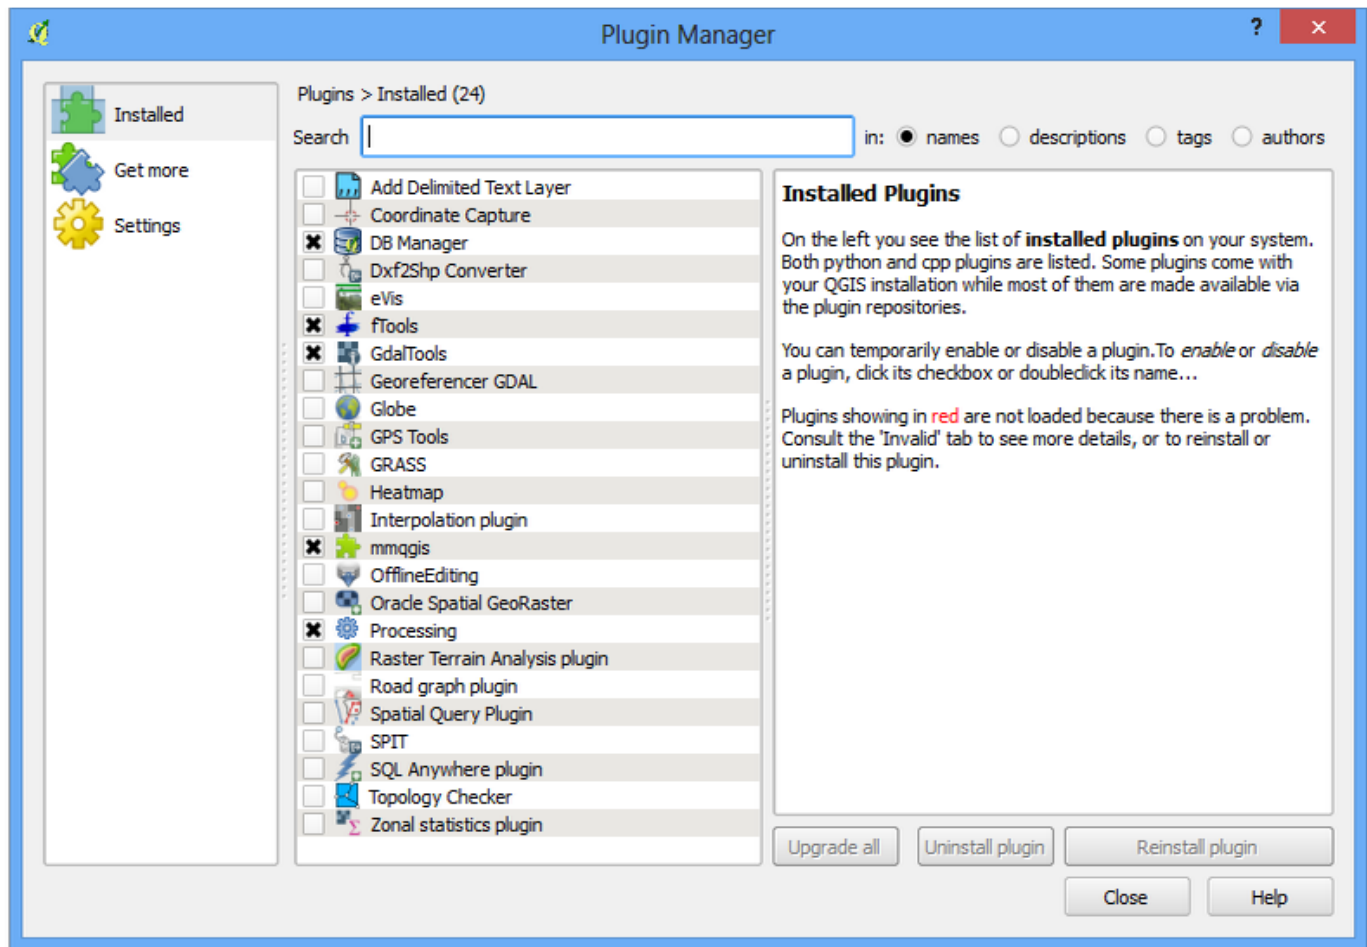 Plugin Manager
?
Installed
Get more
Settings
Plugins > Installed (24)
Search in: names descriptions tags authors
Add Delimited Text Layer
Coordinate Capture
DB Manager
Dxf2Shp Converter
eVis
fTools
GdalTools
Georeferencer GDAL
Globe
GPS Tools
GRASS
Heatmap
Interpolation plugin
mmqgis
OfflineEditing
Oracle Spatial GeoRaster
Processing
Raster Terrain Analysis plugin
Road graph plugin
Spatial Query Plugin
SPIT
SQL Anywhere plugin
Topology Checker
Zonal statistics plugin
Installed Plugins
On the left you see the list of installed plugins on your system.
Both python and cpp plugins are listed. Some plugins come with
your QGIS installation while most of them are made available via
the plugin repositories.
You can temporarily enable or disable a plugin.To enable or disable
a plugin, click its checkbox or doubleclick its name...
Plugins showing in red are not loaded because there is a problem.
Consult the 'Invalid' tab to see more details, or to reinstall or
uninstall this plugin.
Upgrade all Uninstall plugin Reinstall plugin
Close Help